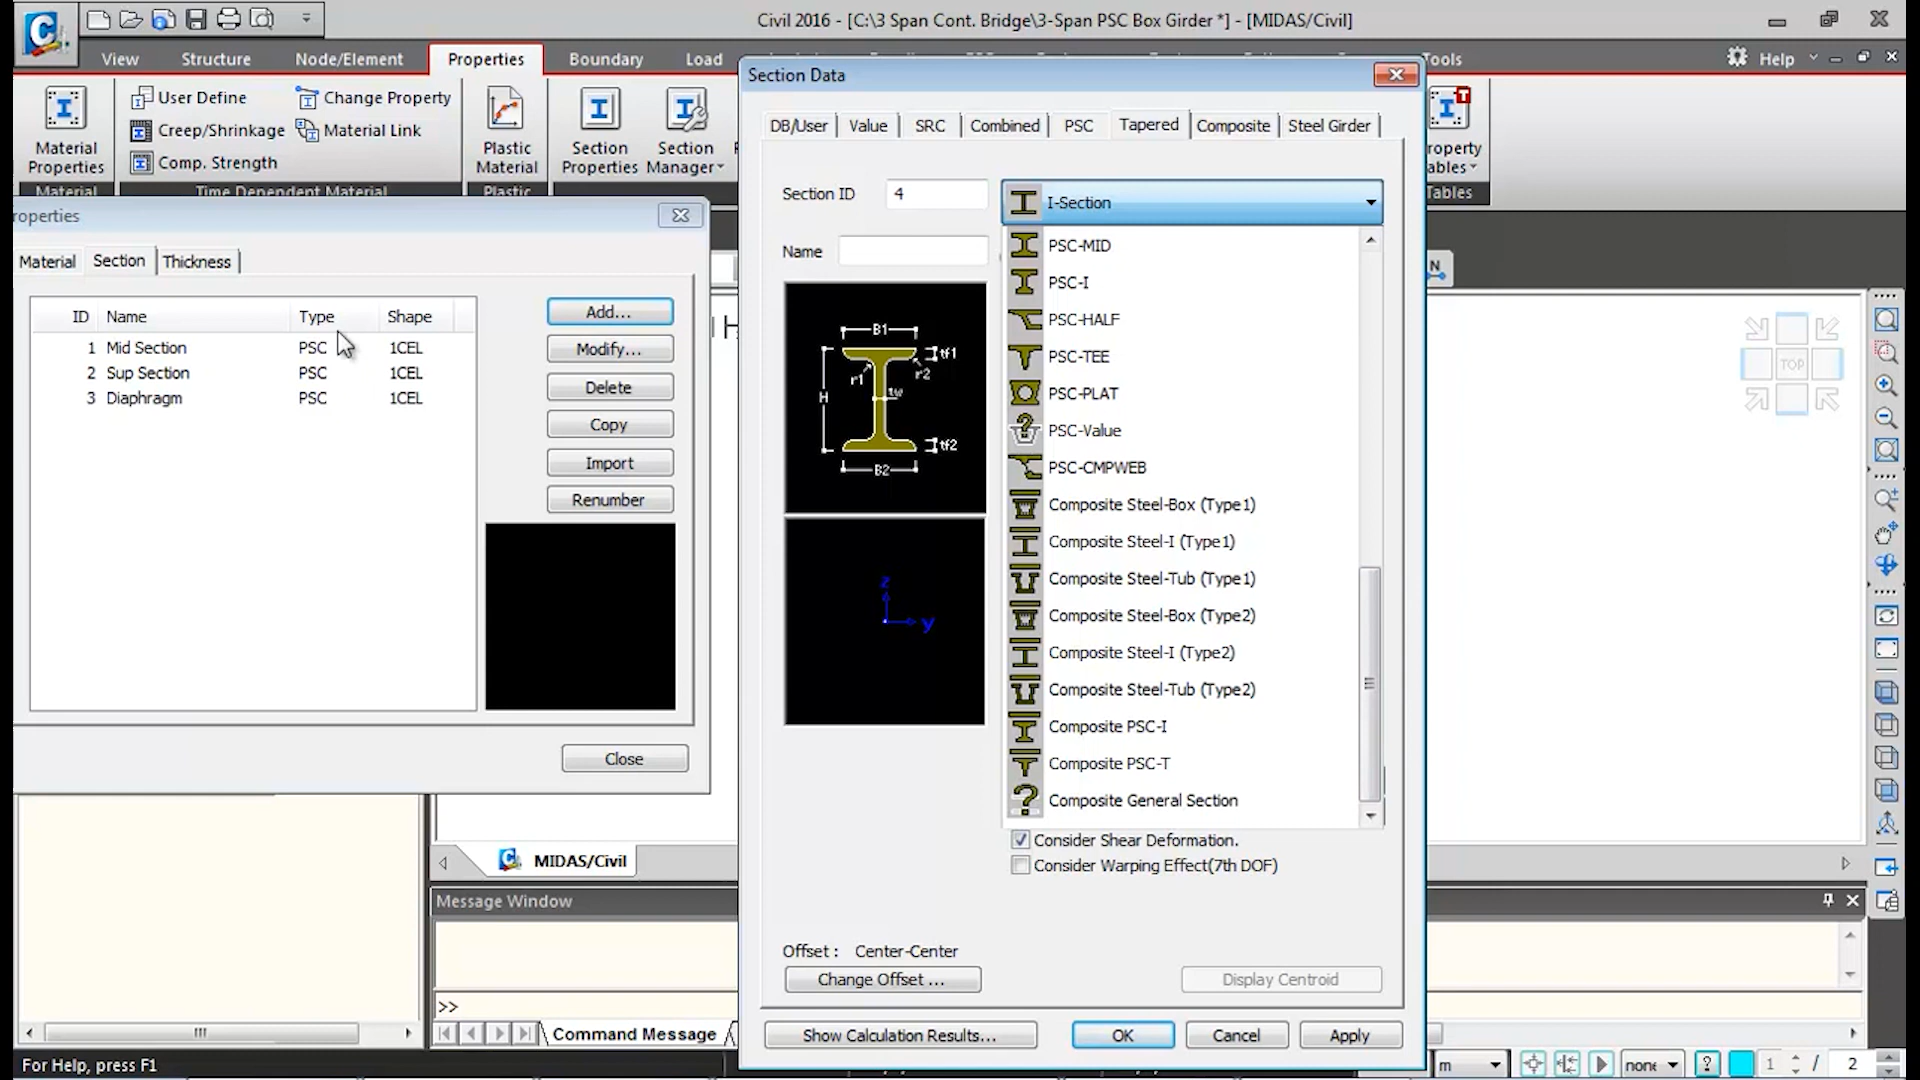 Civil 2016 - [C:\3 Span Cont. Bridge\3-Span PSC Box Girder *] - [MIDAS/Civil]
View Structure Node/Element Properties Boundary Load Tools Help
Material Properties
User Define
Creep/Shrinkage
Comp. Strength
Change Property
Material Link
Plastic Material
Section Properties
Section Manager
roperty
ables
Material
Time Dependent Material
Plastic
Tables
Section Data
DB/User Value SRC Combined PSC Tapered Composite Steel Girder
Section ID 4
I-Section
Name
B1
tf1
r1
r2
H
tw
tf2
B2
z
y
PSC-MID
PSC-I
PSC-HALF
PSC-TEE
PSC-PLAT
PSC-Value
PSC-CMPWEB
Composite Steel-Box (Type1)
Composite Steel-I (Type1)
Composite Steel-Tub (Type1)
Composite Steel-Box (Type2)
Composite Steel-I (Type2)
Composite Steel-Tub (Type2)
Composite PSC-I
Composite PSC-T
Composite General Section
Consider Shear Deformation.
Consider Warping Effect(7th DOF)
Offset : Center-Center
Change Offset ...
Display Centroid
Show Calculation Results...
OK
Cancel
Apply
roperties
Material Section Thickness
ID Name Type Shape
1 Mid Section PSC 1CEL
2 Sup Section PSC 1CEL
3 Diaphragm PSC 1CEL
Add...
Modify...
Delete
Copy
Import
Renumber
Close
N
TOP
MIDAS/Civil
Message Window
>>
Command Message
For Help, press F1
m
none
? 1 / 2